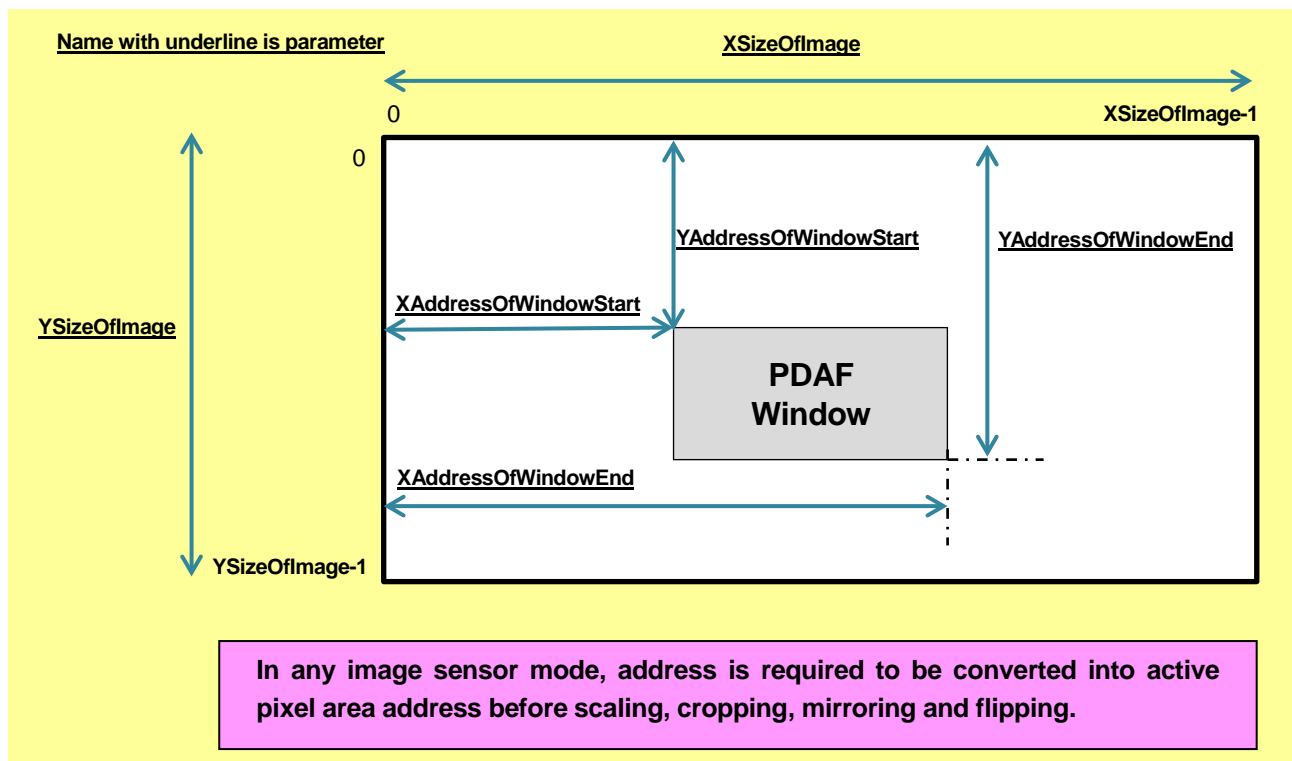 Name with underline is parameter
XSizeOfImage
0
XSizeOfImage-1
0
YAddressOfWindowStart
YAddressOfWindowEnd
XAddressOfWindowStart
YSizeOfImage
PDAF
Window
XAddressOfWindowEnd
YSizeOfImage-1
In any image sensor mode, address is required to be converted into active
pixel area address before scaling, cropping, mirroring and flipping.